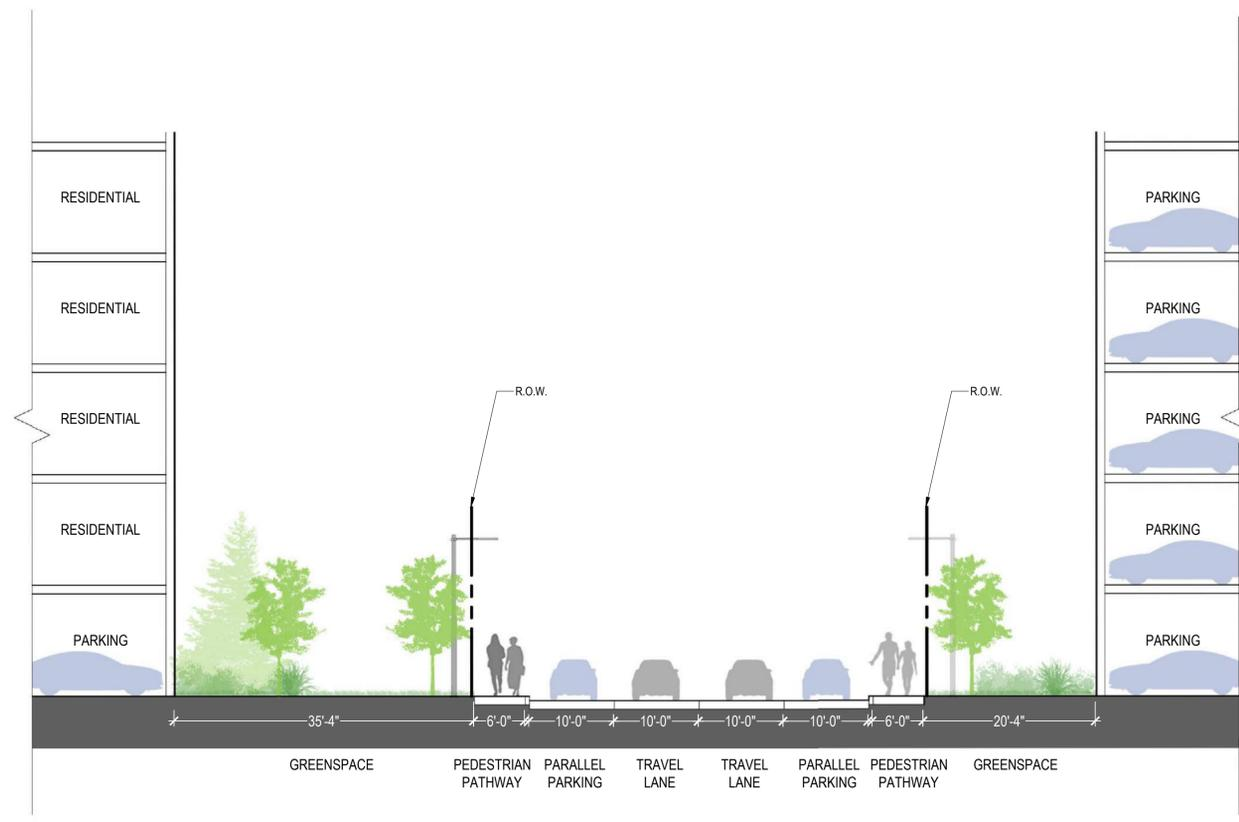 RESIDENTIAL
RESIDENTIAL
RESIDENTIAL
RESIDENTIAL
PARKING
R.O.W.
R.O.W.
PARKING
PARKING
PARKING
PARKING
PARKING
35'-4"
6'-0"
10'-0"
10'-0"
10'-0"
10'-0"
6'-0"
20'-4"
GREENSPACE
PEDESTRIAN
PATHWAY
PARALLEL
PARKING
TRAVEL
LANE
TRAVEL
LANE
PARALLEL
PARKING
PEDESTRIAN
PATHWAY
GREENSPACE